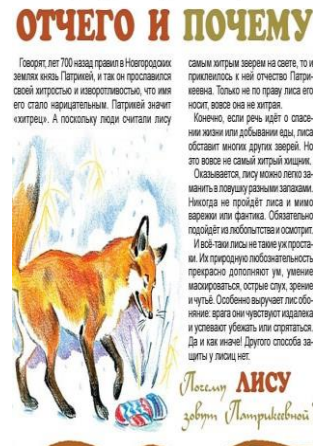 ОТЧЕГО И ПОЧЕМУ
Говорят, лет 700 назад правил в Новгородских
землях князь Патрикей, и так он прославился
своей хитростью и изворотливостью, что имя
его стало нарицательным. Патрикей значит
«хитрец». А поскольку люди считали лису
самым хитрым зверем на свете, то и
приклеилось к ней отчество Патри-
кеевна. Только не по праву лиса его
носит, вовсе она не хитрая.
Конечно, если речь идёт о спасе-
нии жизни или добывании еды, лиса
обставит многих других зверей. Но
это вовсе не самый хитрый хищник.
Оказывается, лису можно легко за-
манить в ловушку разными запахами.
Никогда не пройдёт лиса и мимо
варежки или фантика. Обязательно
подойдёт из любопытства и осмотрит.
И всё-таки лисы не такие уж проста-
ки. Их природную любознательность
прекрасно дополняют ум, умение
маскироваться, острые слух, зрение
и чутьё. Особенно выручает лис обо-
няние: врага они чувствуют издалека
и успевают убежать или спрятаться.
Да и как иначе! Другого способа за-
щиты у лисиц нет.
Почему ЛИСУ
зовут Патрикеевной